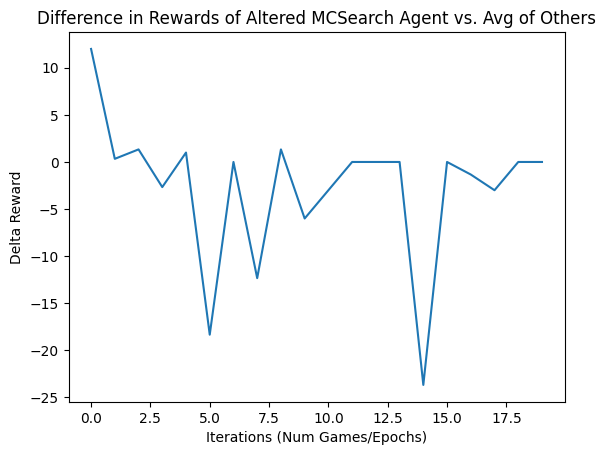 Difference in Rewards of Altered MCSearch Agent vs. Avg of Others
10
5
0
−5
−10
−15
−20
−25
Delta Reward
0.0 2.5 5.0 7.5 10.0 12.5 15.0 17.5
Iterations (Num Games/Epochs)